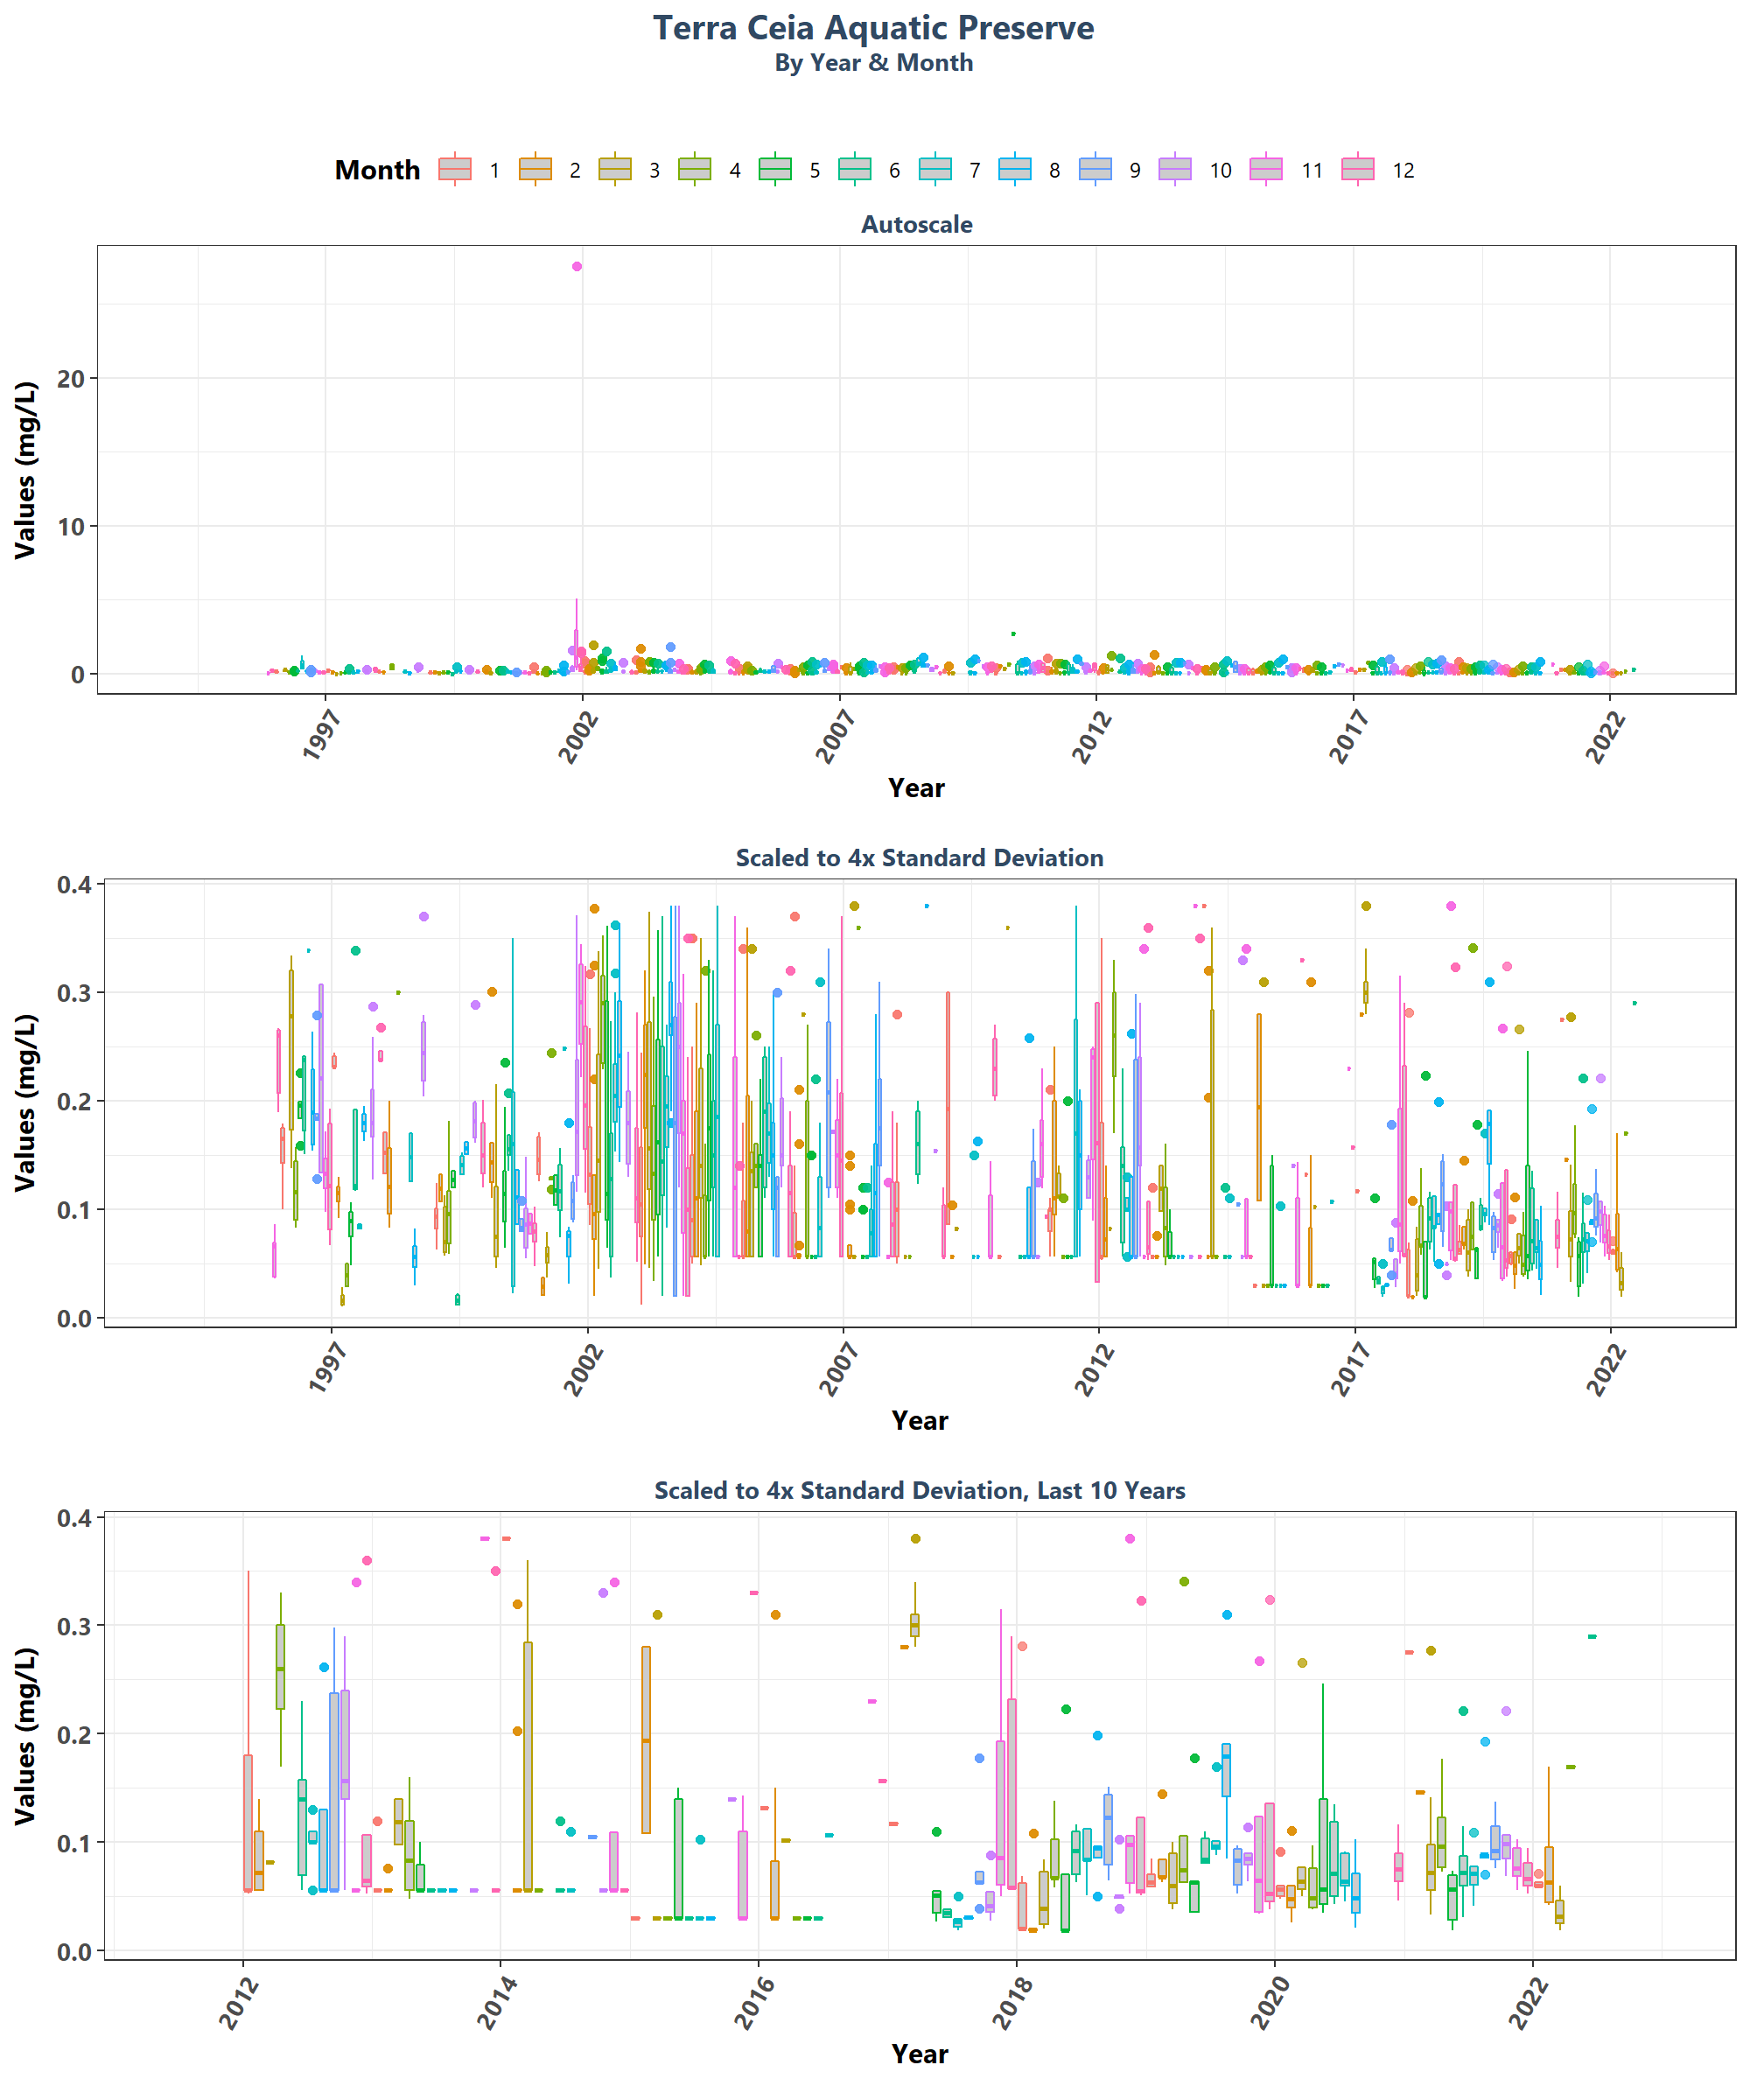 Terra Ceia Aquatic Preserve
By Year & Month
Month 1 2 3 4 5 6 7 8 9 10 11 12
Autoscale
Values (mg/L)
20
10
0
1997 2002 2007 2012 2017 2022
Year
Scaled to 4x Standard Deviation
Values (mg/L)
0.4
0.3
0.2
0.1
0.0
1997 2002 2007 2012 2017 2022
Year
Scaled to 4x Standard Deviation, Last 10 Years
Values (mg/L)
0.4
0.3
0.2
0.1
0.0
2012 2014 2016 2018 2020 2022
Year